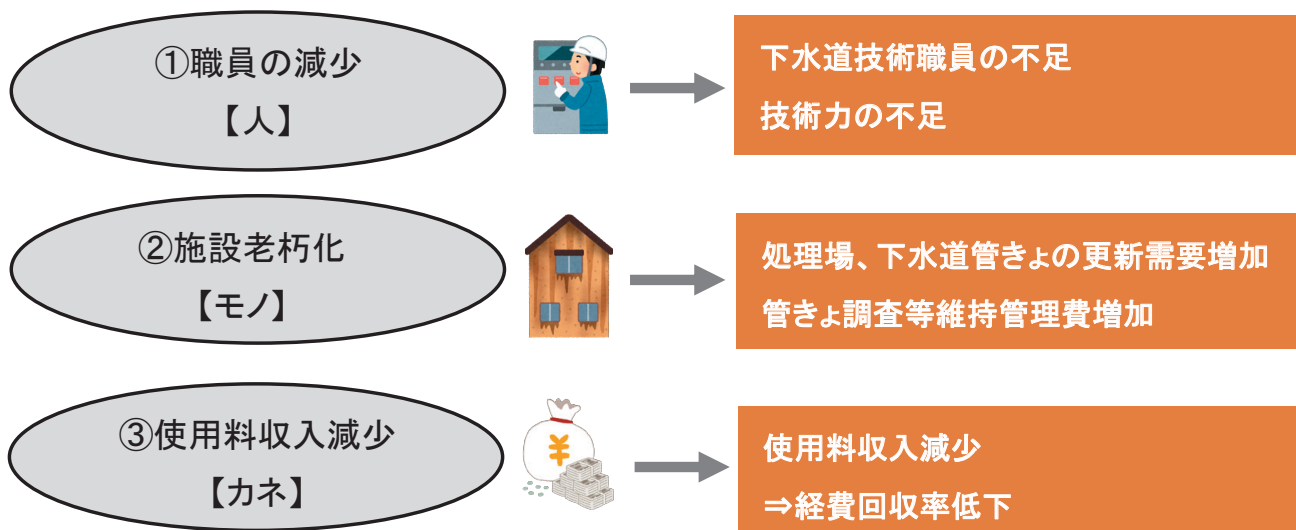 ①職員の減少
【人】
下水道技術職員の不足
技術力の不足
②施設老朽化
【モノ】
処理場、下水道管きょの更新需要増加
管きょ調査等維持管理費増加
③使用料収入減少
【カネ】
¥
使用料収入減少
⇒経費回収率低下